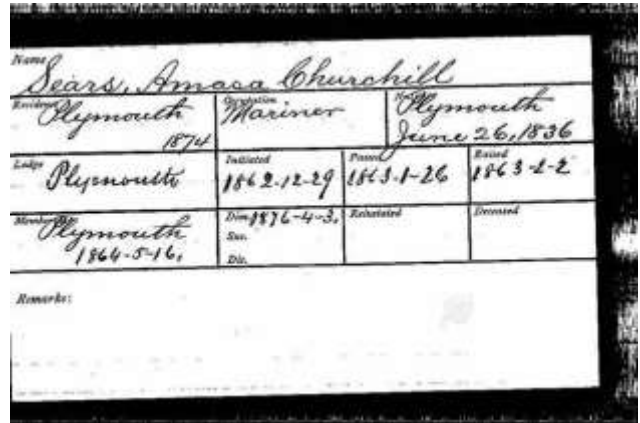 Name
Sears, Amasa Churchill
Residence Occupation Nativity
Plymouth Mariner Plymouth
1874 June 26, 1836
Lodge Initiated Passed Raised
Plymouth 1862-12-29 1863-1-26 1863-2-2
Membership Dim. 1876-4-3. Reinstated Deceased
Plymouth Sus.
1864-5-16. Dis.
Remarks: